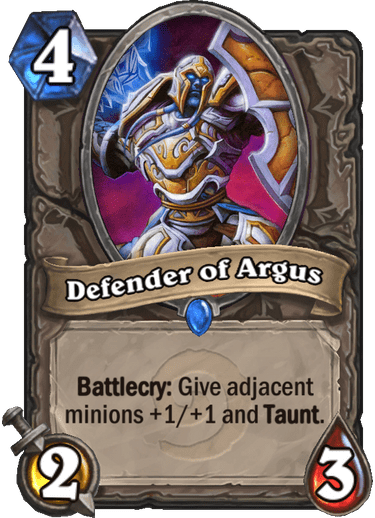 4
Defender of Argus
Battlecry: Give adjacent
minions +1/+1 and Taunt.
2
3